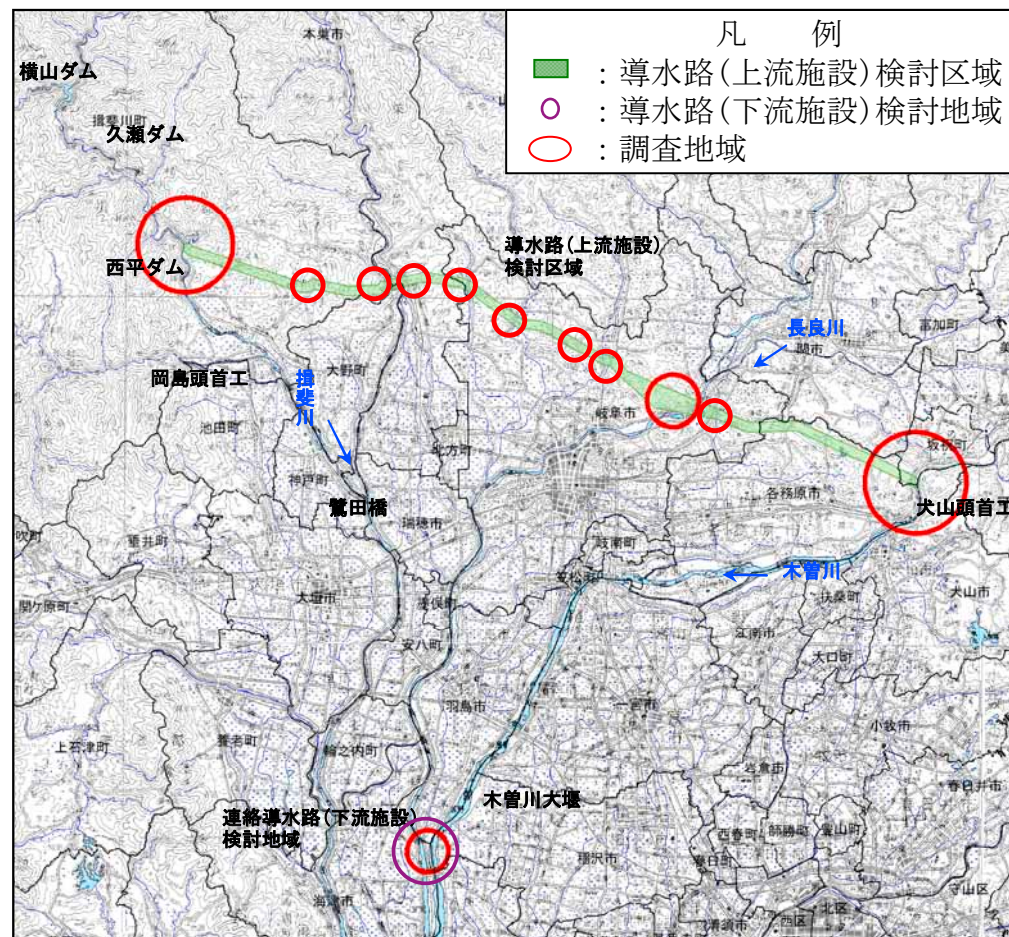 凡　　例
：導水路(上流施設)検討区域
：導水路(下流施設)検討地域
：調査地域
本巣市
横山ダム
揖斐川町
久瀬ダム
西平ダム
導水路(上流施設)
検討区域
長良川
富加町
関市
岡島頭首工
大野町
揖斐川
池田町
岐阜市
坂祝町
北方町
神戸町
鷺田橋
各務原市
犬山頭首工
瑞穂市
垂井町
岐南町
笠松町
木曽川
関ケ原町
大垣市
扶桑町
犬山市
安八町
江南市
大口町
羽島市
一宮市
小牧市
上石津町
養老町
輪之内町
岩倉市
春日井市
木曽川大堰
連絡導水路(下流施設)
検討地域
西春町
師勝町
豊山町
稲沢市
春日町
守山区
海津市
北区
清須市
西区